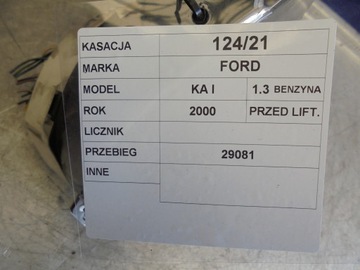 KASACJA 124/21
MARKA FORD
MODEL KA I 1.3 BENZYNA
ROK 2000 PRZED LIFT.
LICZNIK
PRZEBIEG 29081
INNE